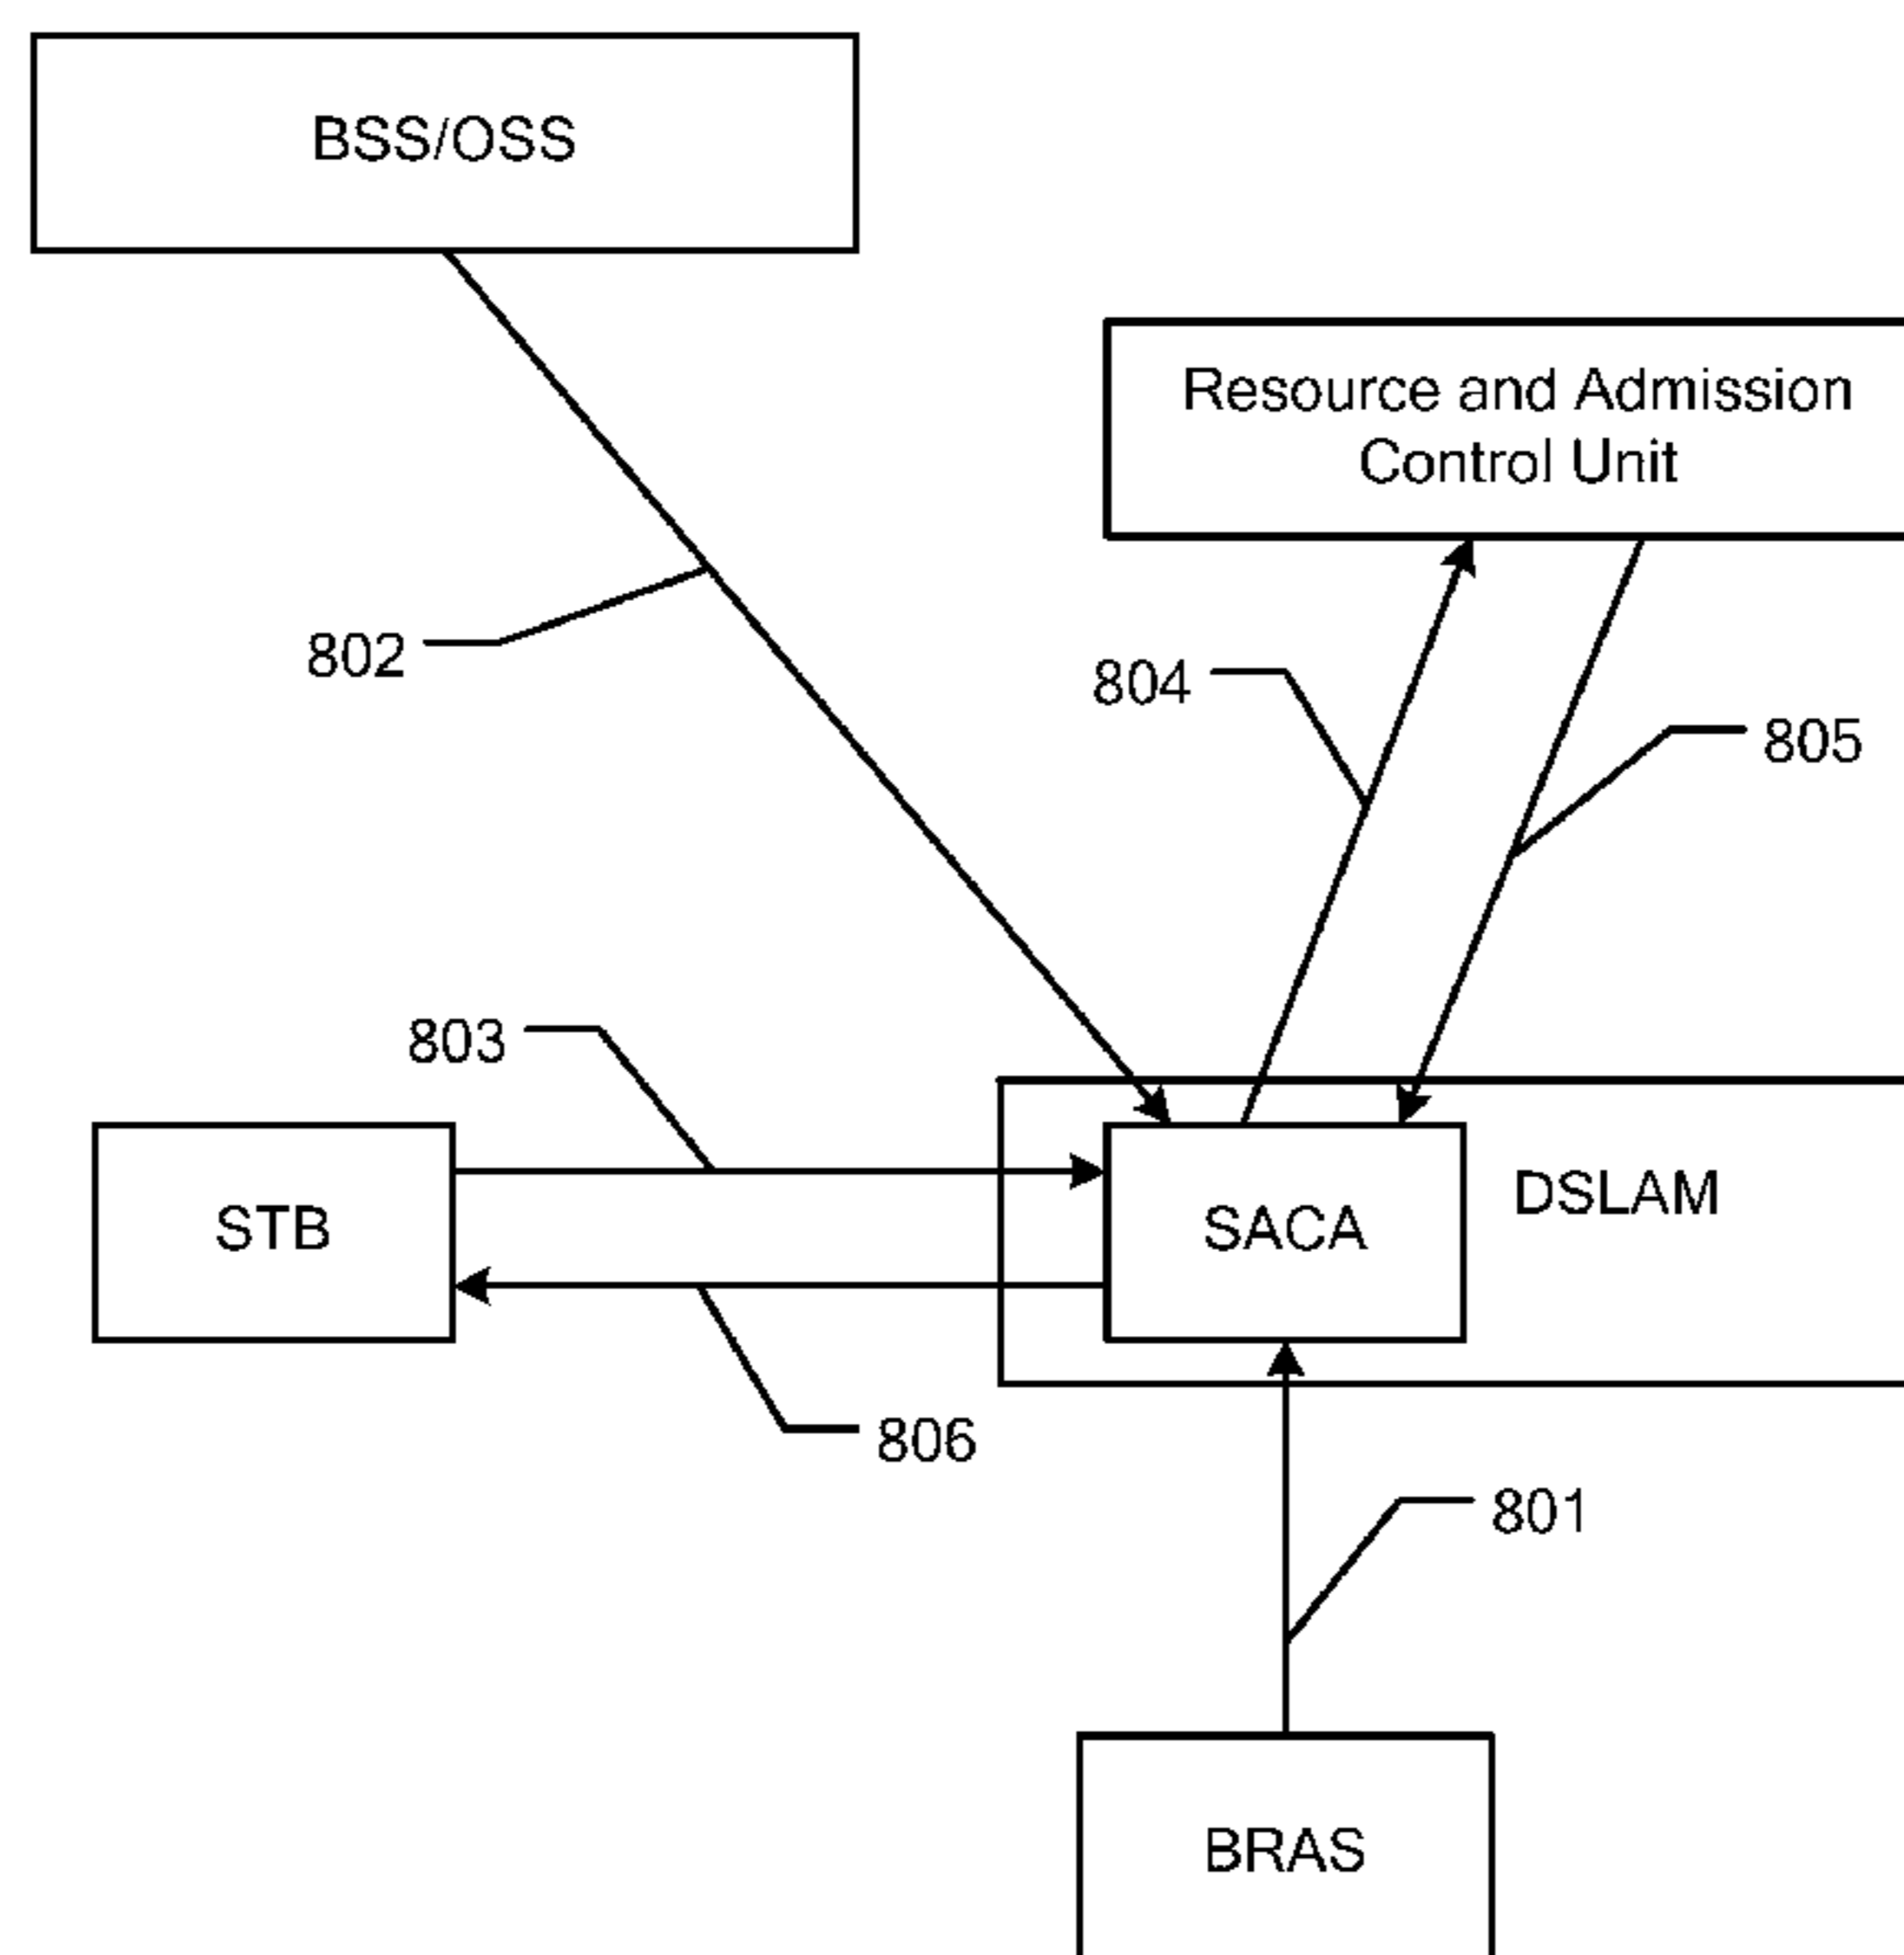 BSS/OSS
Resource and Admission
Control Unit
802
804
805
803
STB
SACA
DSLAM
806
801
BRAS